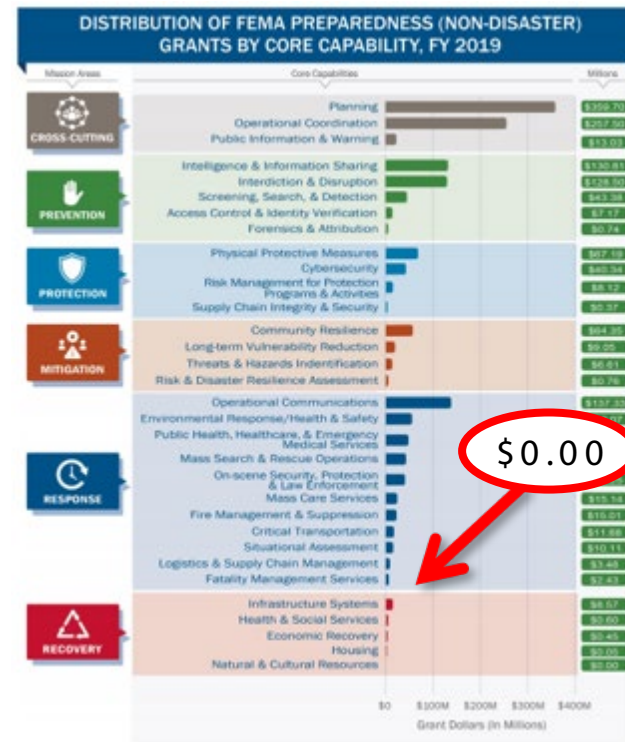 DISTRIBUTION OF FEMA PREPAREDNESS (NON-DISASTER)
GRANTS BY CORE CAPABILITY, FY 2019
Mission Areas
Core Capabilities
Millions
CROSS-CUTTING
Planning
$359.70
Operational Coordination
$257.50
Public Information & Warning
$13.03
PREVENTION
Intelligence & Information Sharing
$130.81
Interdiction & Disruption
$128.50
Screening, Search, & Detection
$43.38
Access Control & Identity Verification
$7.17
Forensics & Attribution
$0.74
PROTECTION
Physical Protective Measures
$67.19
Cybersecurity
$40.34
Risk Management for Protection
Programs & Activities
$8.12
Supply Chain Integrity & Security
$0.37
MITIGATION
Community Resilience
$64.35
Long-term Vulnerability Reduction
$9.05
Threats & Hazards Indentification
$6.61
Risk & Disaster Resilience Assessment
$0.76
RESPONSE
Operational Communications
$137.33
Environmental Response/Health & Safety
Public Health, Healthcare, & Emergency
Medical Services
Mass Search & Rescue Operations
$0.00
On-scene Security, Protection
& Law Enforcement
Mass Care Services
$15.14
Fire Management & Suppression
$15.01
Critical Transportation
$11.88
Situational Assessment
$10.11
Logistics & Supply Chain Management
$3.48
Fatality Management Services
$2.43
RECOVERY
Infrastructure Systems
$8.57
Health & Social Services
$0.60
Economic Recovery
$0.45
Housing
$0.05
Natural & Cultural Resources
$0.00
$0
$100M
$200M
$300M
$400M
Grant Dollars (In Millions)